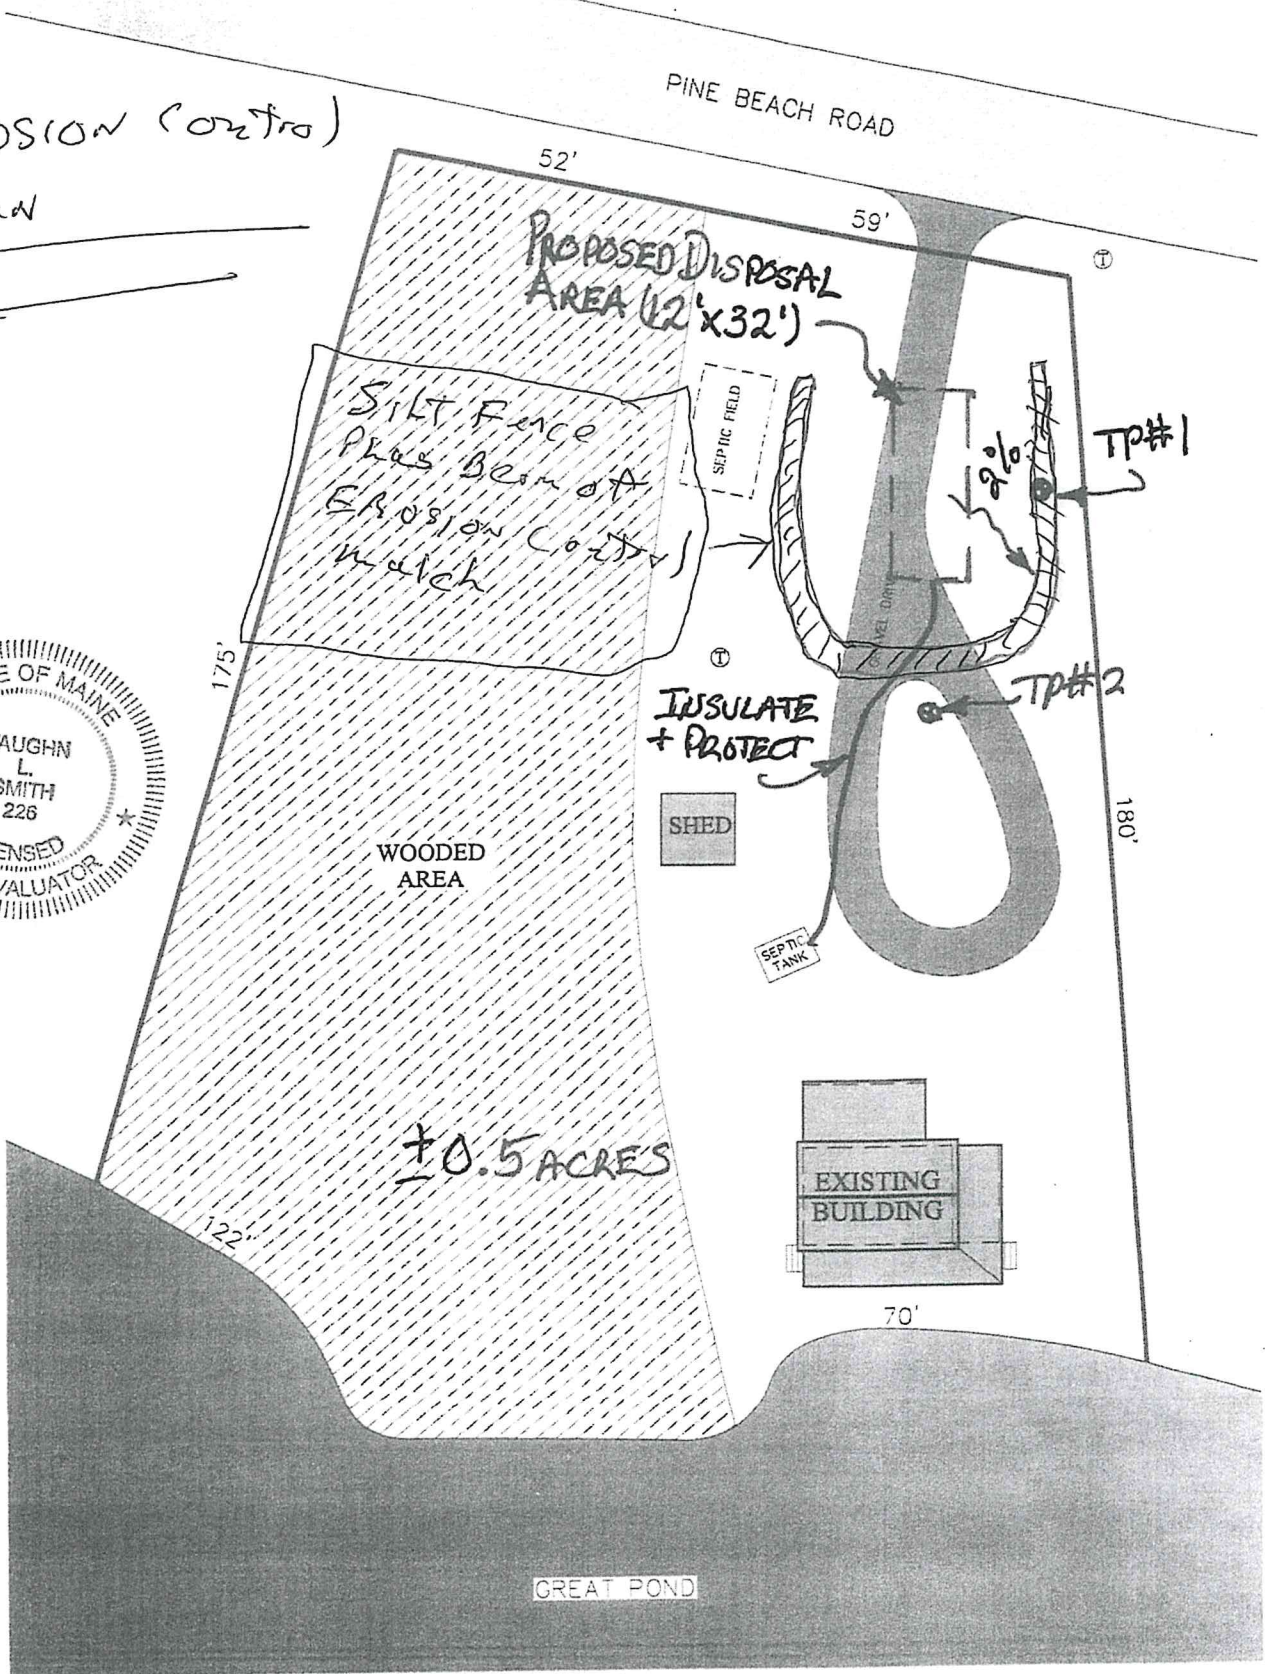 PINE BEACH ROAD
OSION Control
AN
52'
59'
Ⓣ
PROPOSED DISPOSAL
AREA (12'X32')
SEPTIC FIELD
Silt Fence
Plus Berm of
EROSION Control
mulch
2%
TP#1
175'
Ⓣ
TP#2
INSULATE
+ PROTECT
E OF MAINE
AUGHN
L.
SMITH
226
ENSED
VALUATOR
SHED
180'
WOODED
AREA
SEPTIC
TANK
±0.5 ACRES
EXISTING
BUILDING
122'
70'
GREAT POND